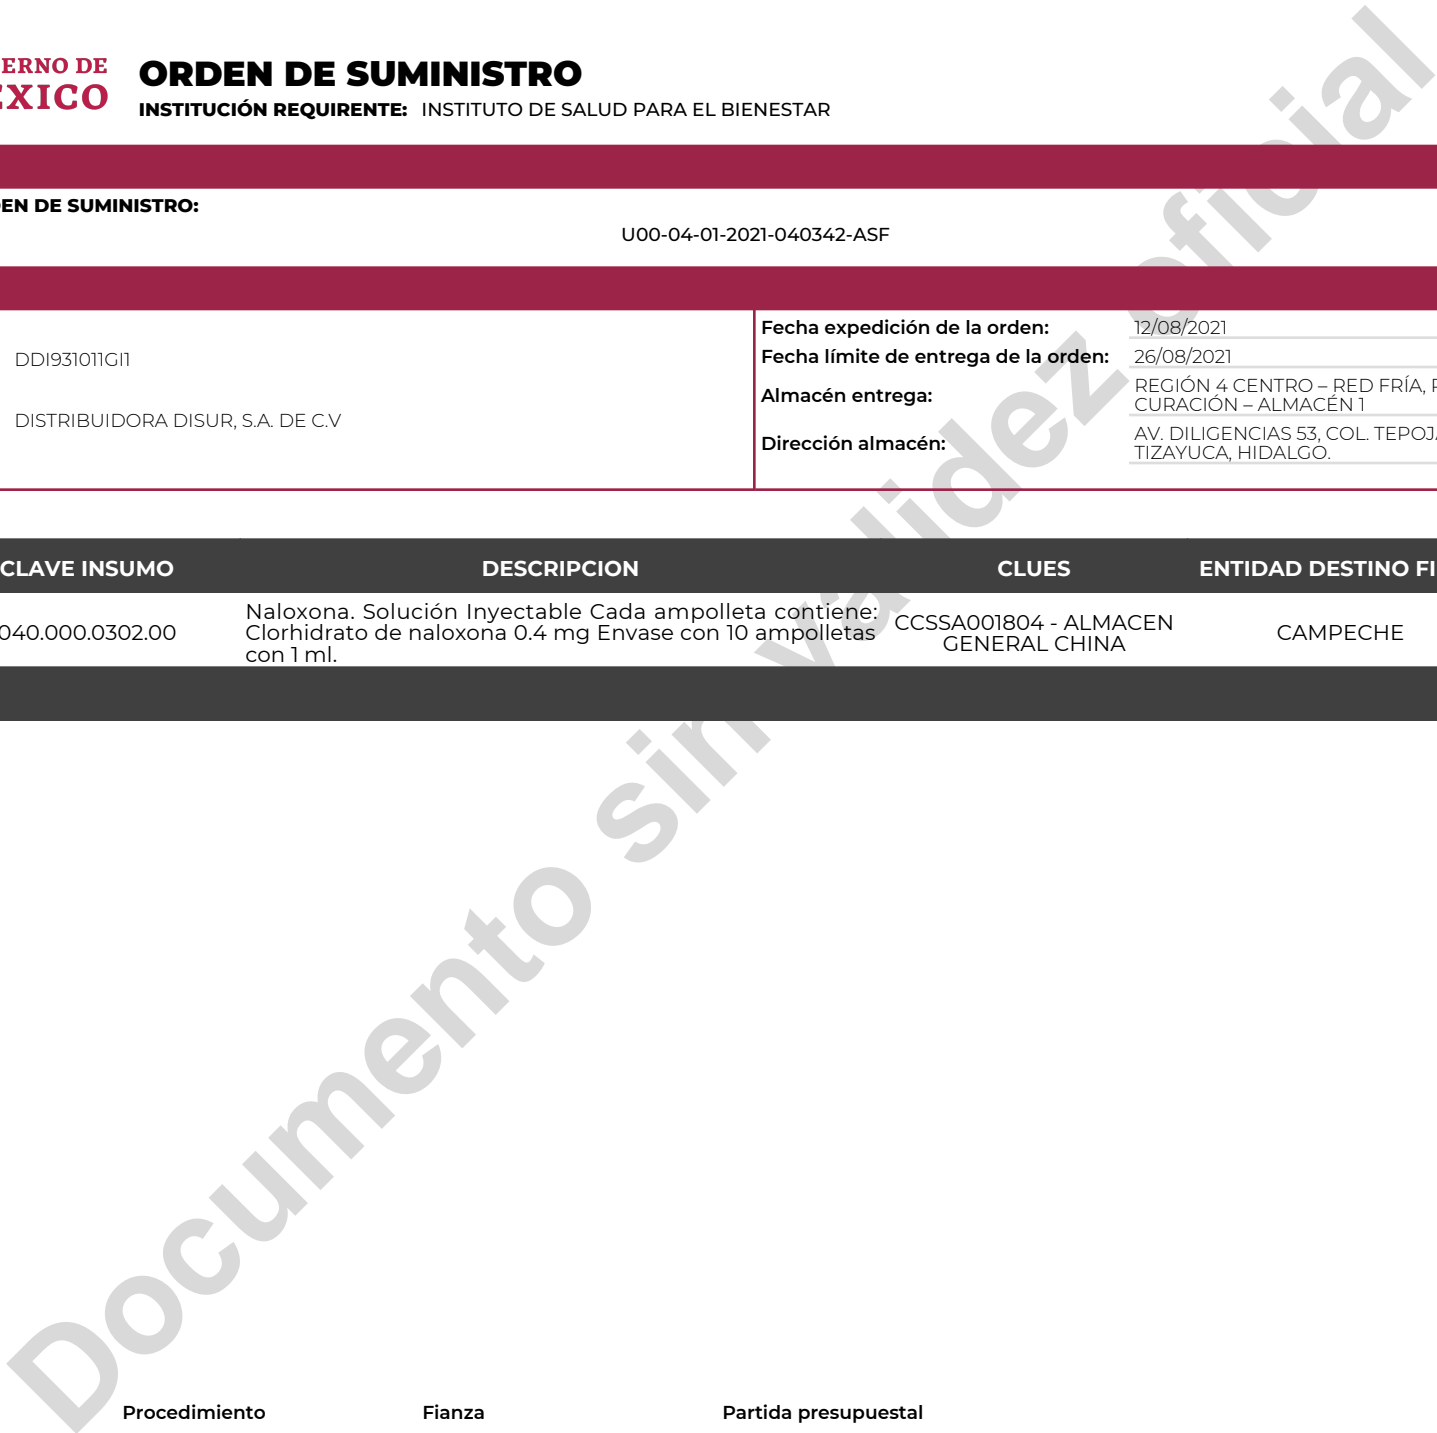 ERNO DE
EXICO
ORDEN DE SUMINISTRO
INSTITUCIÓN REQUIRENTE: INSTITUTO DE SALUD PARA EL BIENESTAR
EN DE SUMINISTRO:
U00-04-01-2021-040342-ASF
DDI931011GI1
DISTRIBUIDORA DISUR, S.A. DE C.V
Fecha expedición de la orden: 12/08/2021
Fecha límite de entrega de la orden: 26/08/2021
Almacén entrega: REGIÓN 4 CENTRO – RED FRÍA,
CURACIÓN – ALMACÉN 1
Dirección almacén: AV. DILIGENCIAS 53, COL. TEPOJA
TIZAYUCA, HIDALGO.
CLAVE INSUMO DESCRIPCION CLUES ENTIDAD DESTINO FI
040.000.0302.00
Naloxona. Solución Inyectable Cada ampolleta contiene:
Clorhidrato de naloxona 0.4 mg Envase con 10 ampolletas
con 1 ml.
CCSSA001804 - ALMACEN
GENERAL CHINA
CAMPECHE
Documento sin validez oficial
Procedimiento Fianza Partida presupuestal